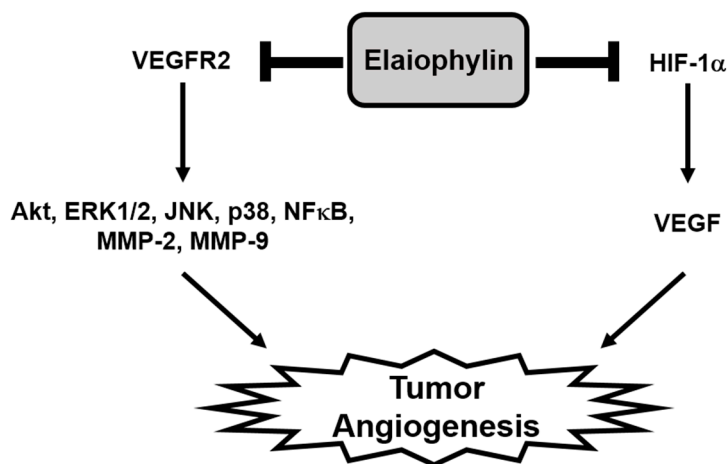 VEGFR2
Elaiophylin
HIF-1α
Akt, ERK1/2, JNK, p38, NFκB,
MMP-2, MMP-9
VEGF
Tumor
Angiogenesis